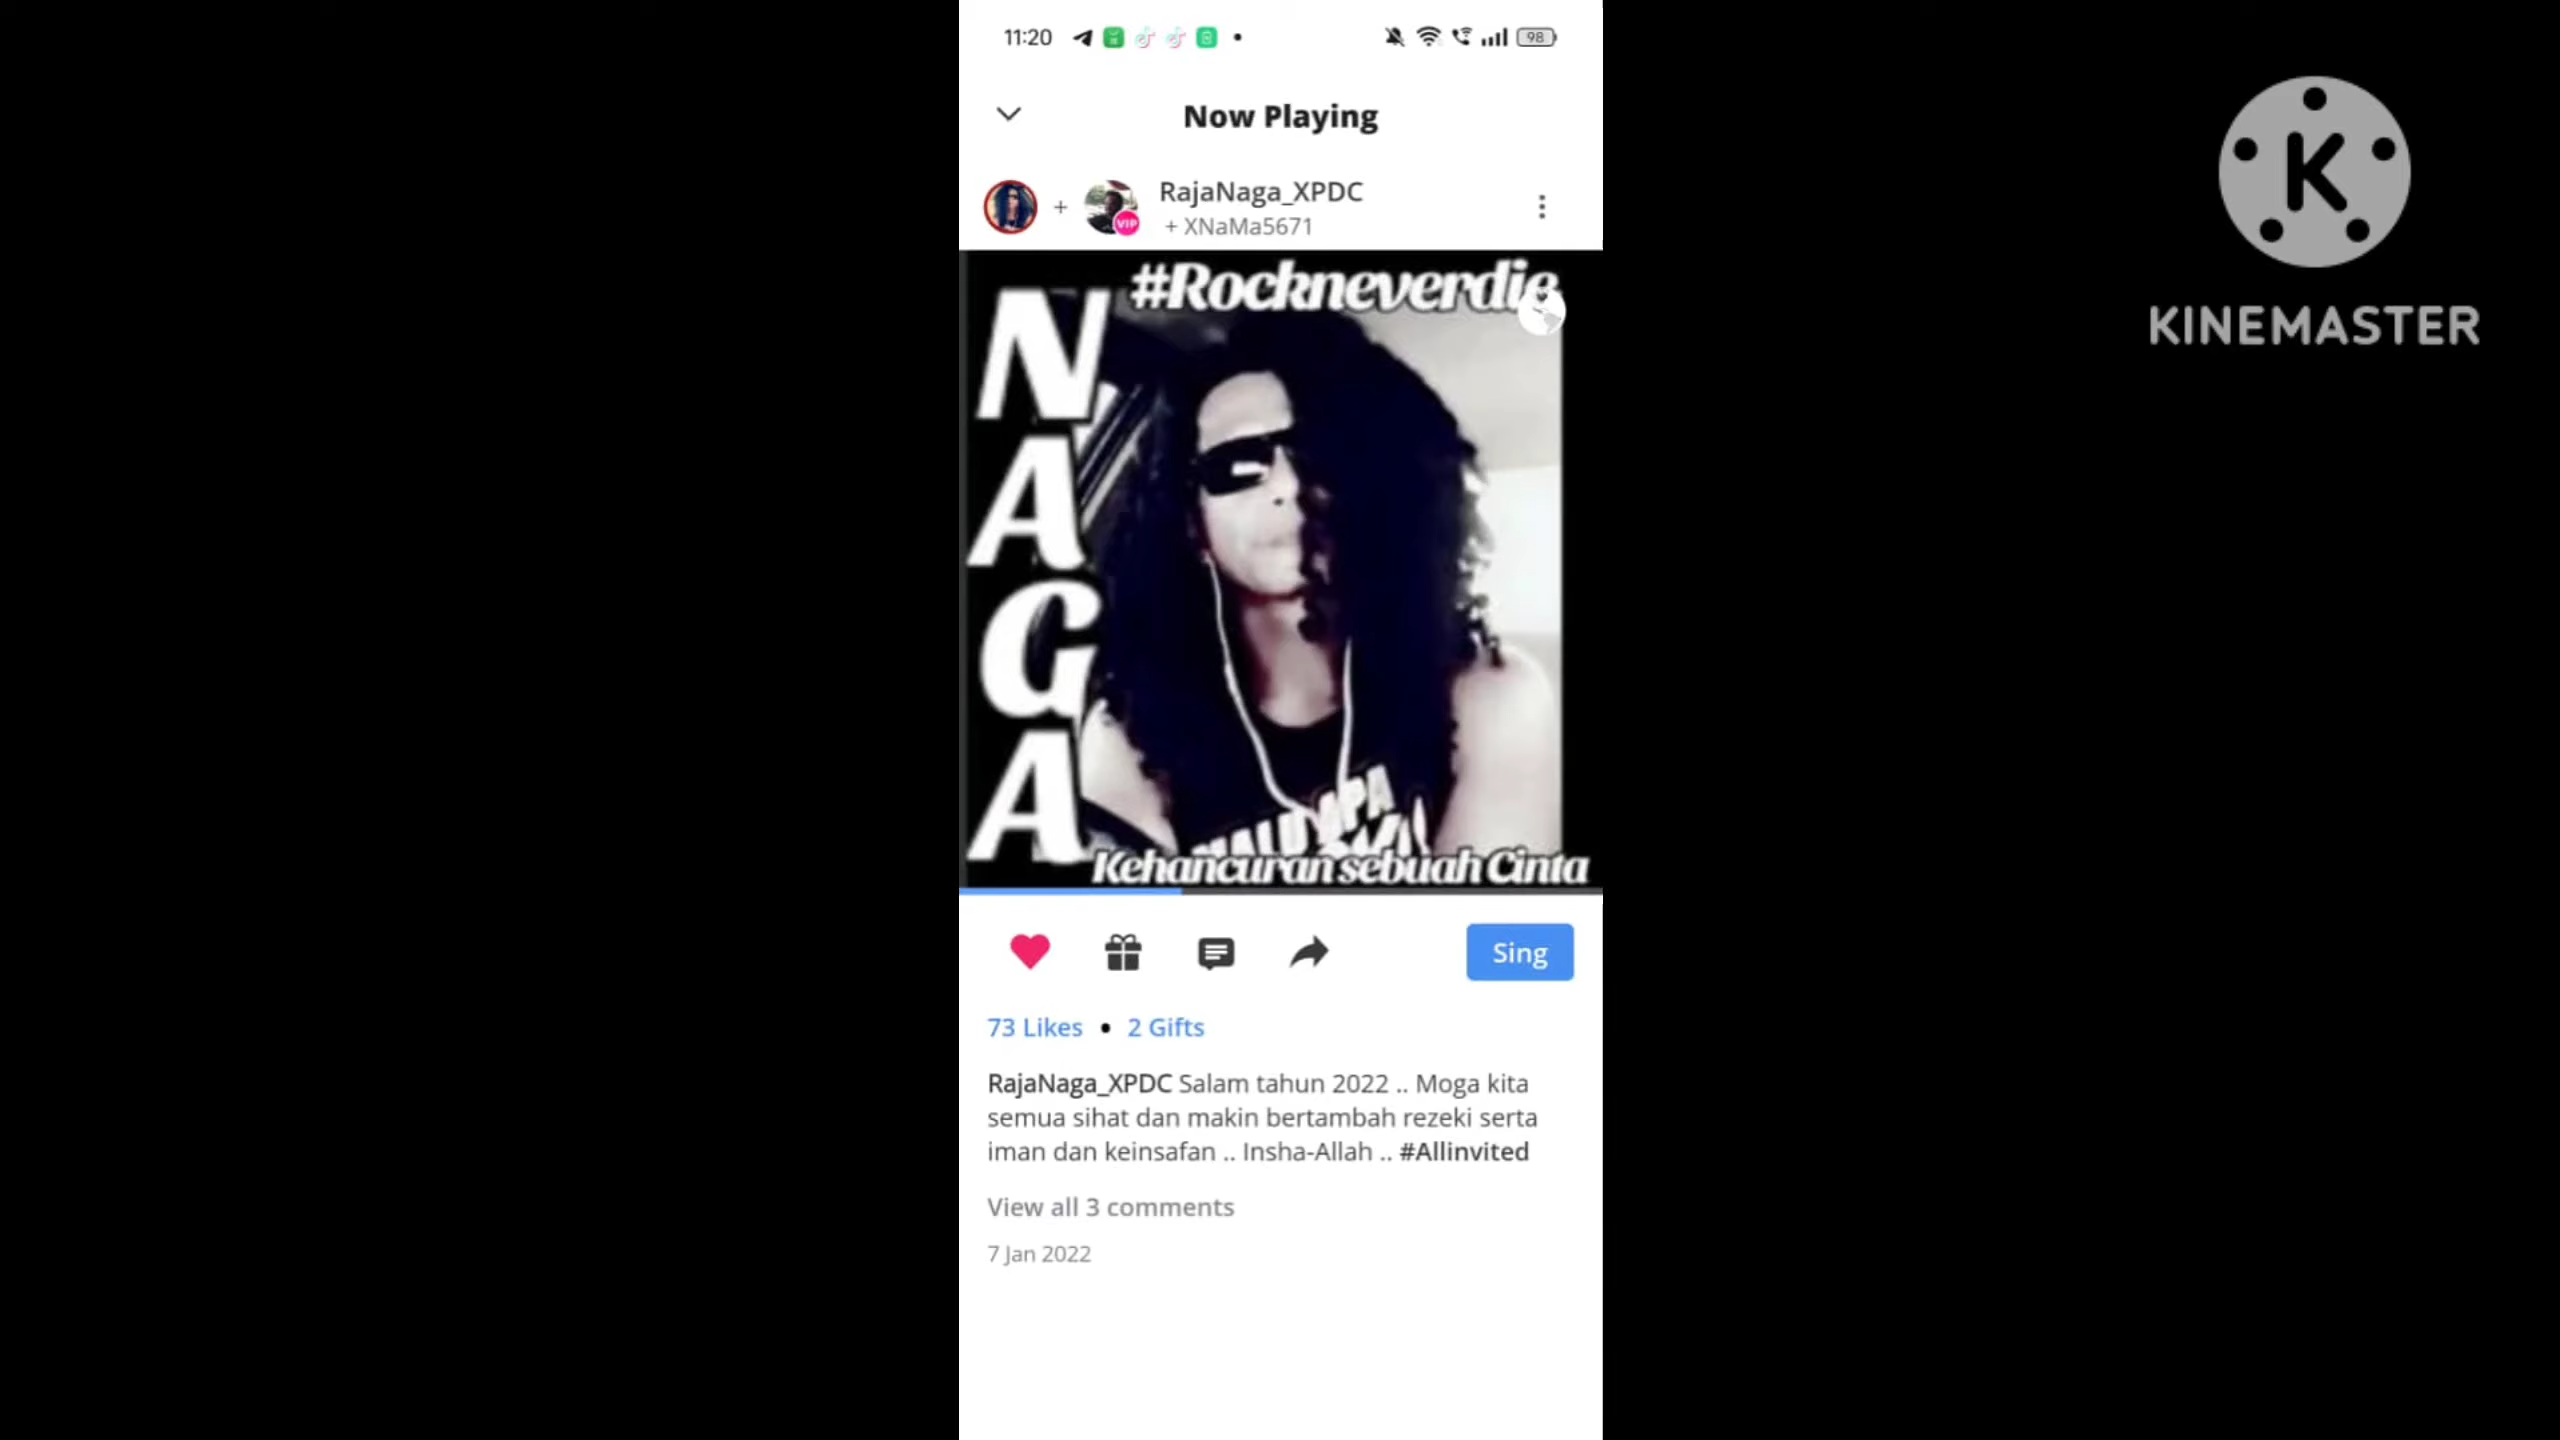 11:20
98
Now Playing
RajaNaga_XPDC
VIP
+ XNaMa5671
#Rockneverdie
NAGA
APA
Kehancuran sebuah Cinta
Sing
73 Likes • 2 Gifts
RajaNaga_XPDC Salam tahun 2022 .. Moga kita
semua sihat dan makin bertambah rezeki serta
iman dan keinsafan .. Insha-Allah .. #Allinvited
View all 3 comments
7 Jan 2022
K
KINEMASTER